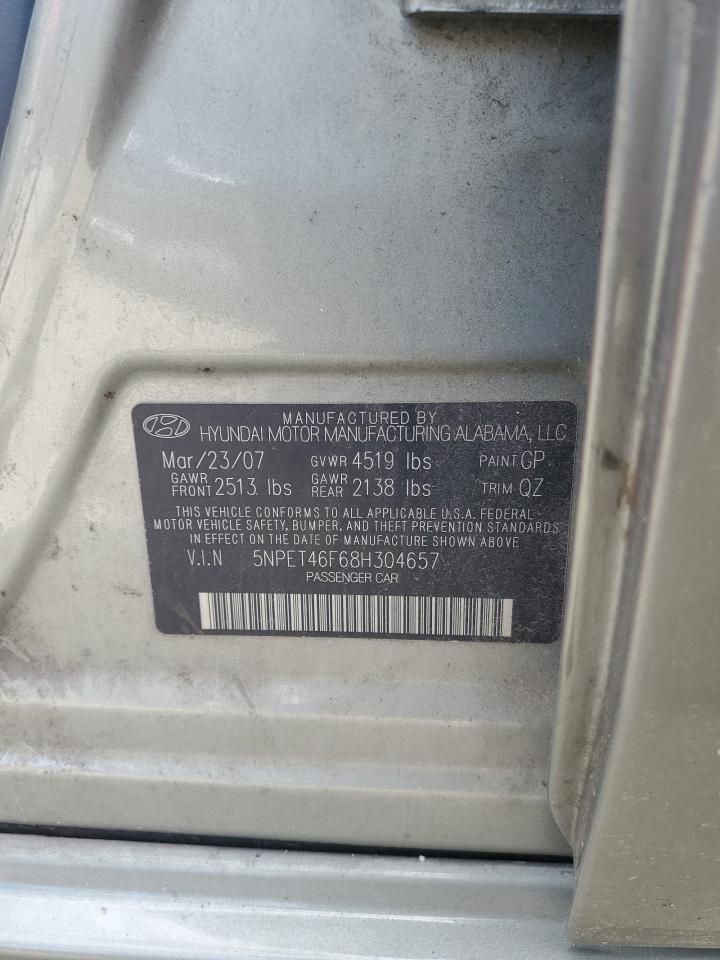 MANUFACTURED BY
HYUNDAI MOTOR MANUFACTURING ALABAMA, LLC
Mar/23/07 GVWR 4519 lbs PAINT GP
GAWR FRONT 2513 lbs GAWR REAR 2138 lbs TRIM QZ
THIS VEHICLE CONFORMS TO ALL APPLICABLE U.S.A. FEDERAL
MOTOR VEHICLE SAFETY, BUMPER, AND THEFT PREVENTION STANDARDS
IN EFFECT ON THE DATE OF MANUFACTURE SHOWN ABOVE
V.I.N 5NPET46F68H304657
PASSENGER CAR